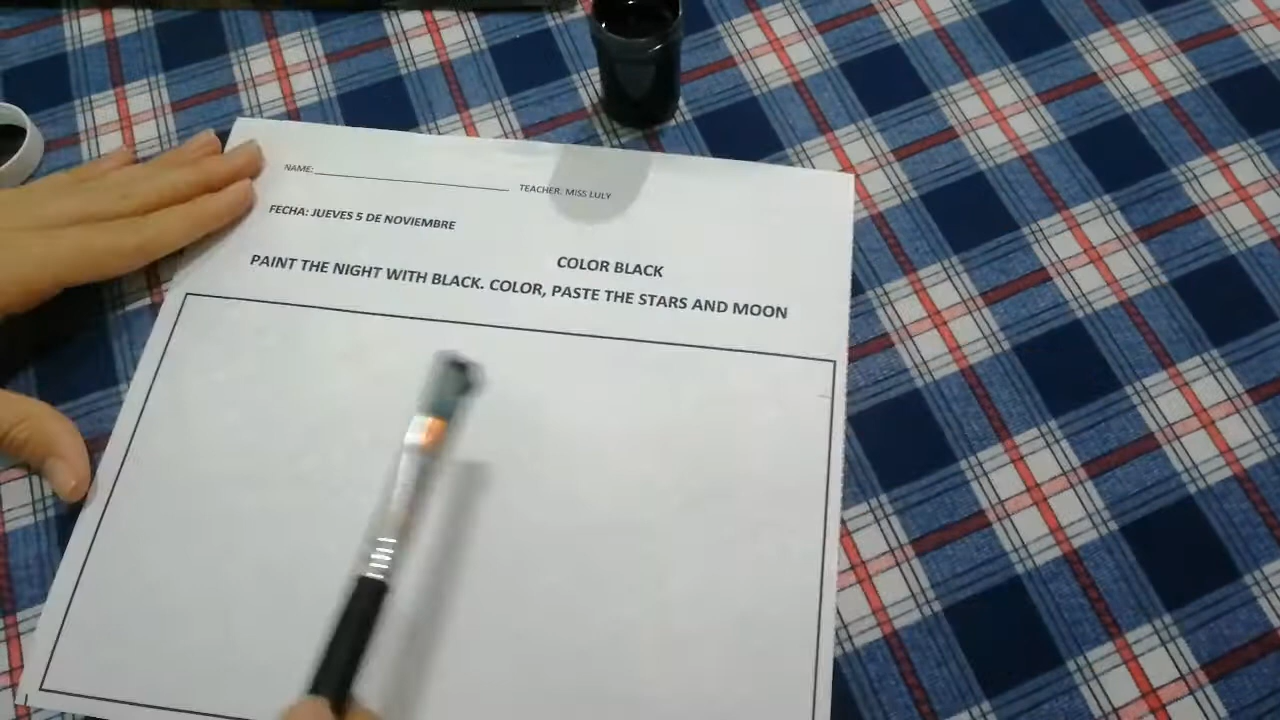 NAME:
TEACHER: MISS LULY
FECHA: JUEVES 5 DE NOVIEMBRE
COLOR BLACK
PAINT THE NIGHT WITH BLACK. COLOR, PASTE THE STARS AND MOON